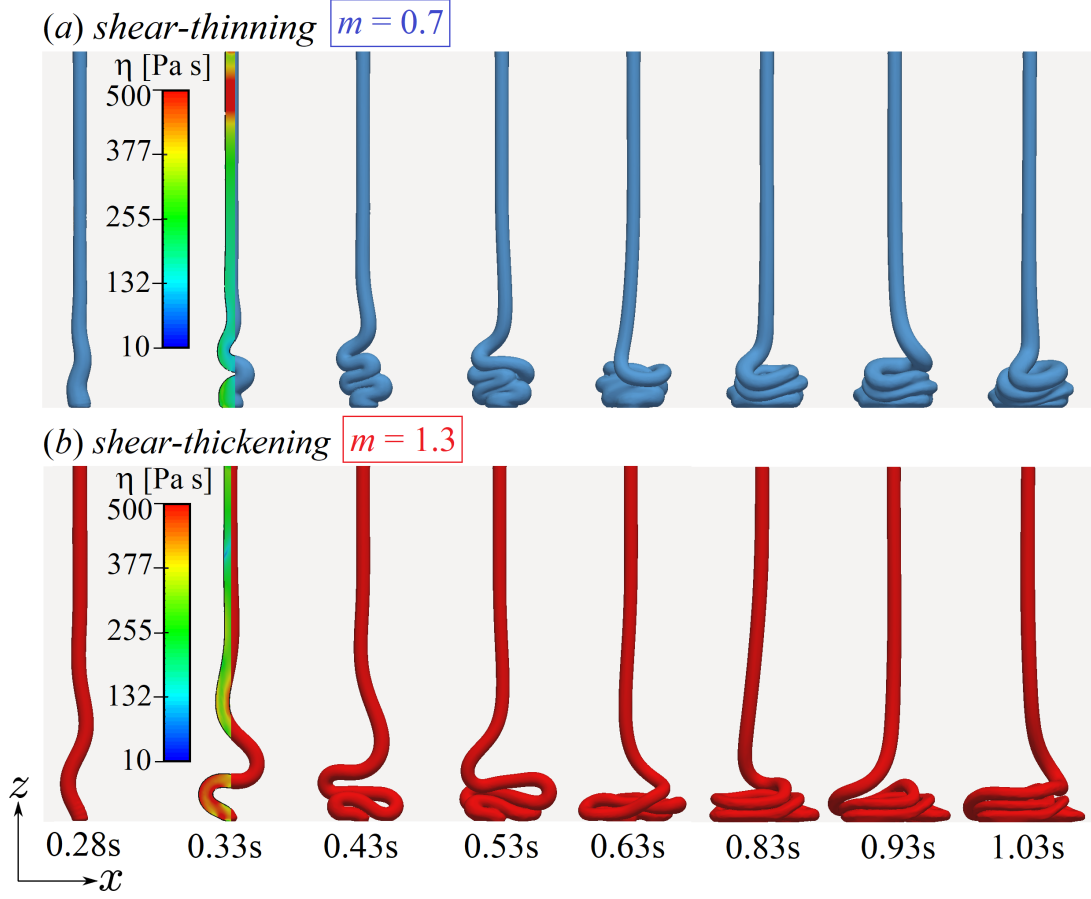 (a) shear-thinning m = 0.7
η [Pa s]
500
377
255
132
10
(b) shear-thickening m = 1.3
η [Pa s]
500
377
255
132
10
z
0.28s 0.33s 0.43s 0.53s 0.63s 0.83s 0.93s 1.03s
x